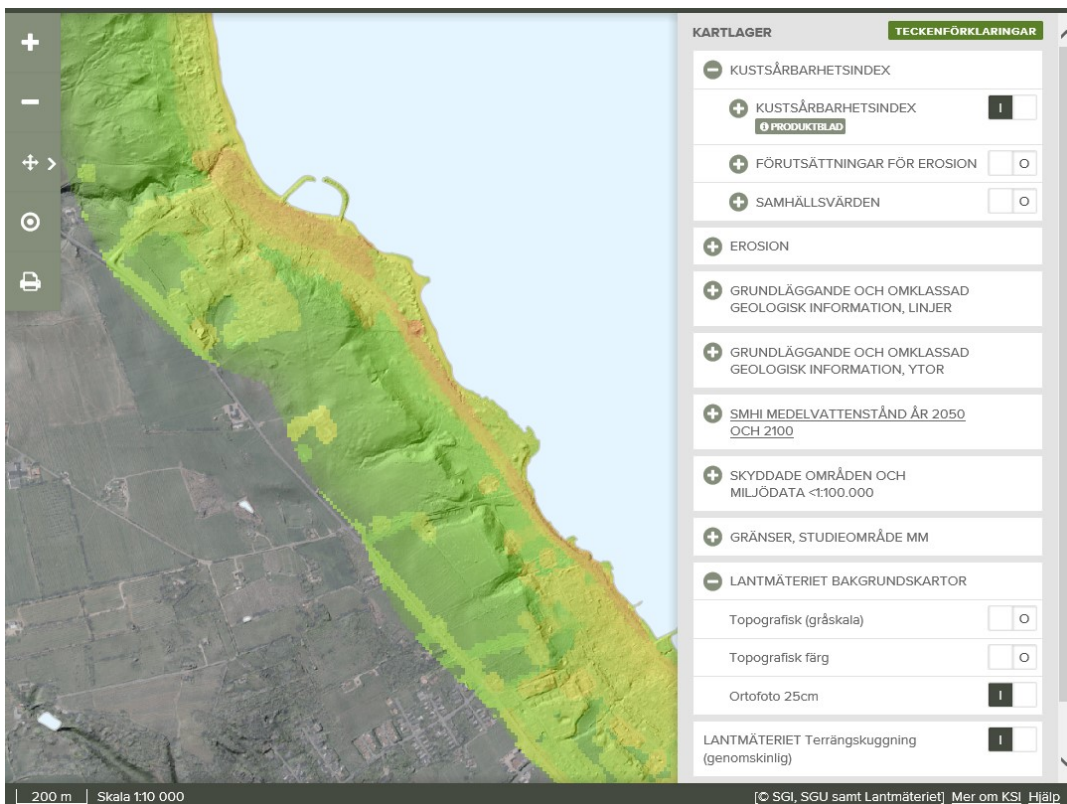 KARTLAGER
TECKENFÖRKLARINGAR
KUSTSÅRBARHETSINDEX
KUSTSÅRBARHETSINDEX
PRODUKTBLAD
FÖRUTSÄTTNINGAR FÖR EROSION
SAMHÄLLSVÄRDEN
EROSION
GRUNDLÄGGANDE OCH OMKLASSAD
GEOLOGISK INFORMATION, LINJER
GRUNDLÄGGANDE OCH OMKLASSAD
GEOLOGISK INFORMATION, YTOR
SMHI MEDELVATTENSTÅND ÅR 2050
OCH 2100
SKYDDADE OMRÅDEN OCH
MILJÖDATA <1:100.000
GRÄNSER, STUDIEOMRÅDE MM
LANTMÄTERIET BAKGRUNDSKARTOR
Topografisk (gråskala)
Topografisk färg
Ortofoto 25cm
LANTMÄTERIET Terrängskuggning
(genomskinlig)
200 m Skala 1:10 000
[© SGI, SGU samt Lantmäteriet] Mer om KSI Hjälp